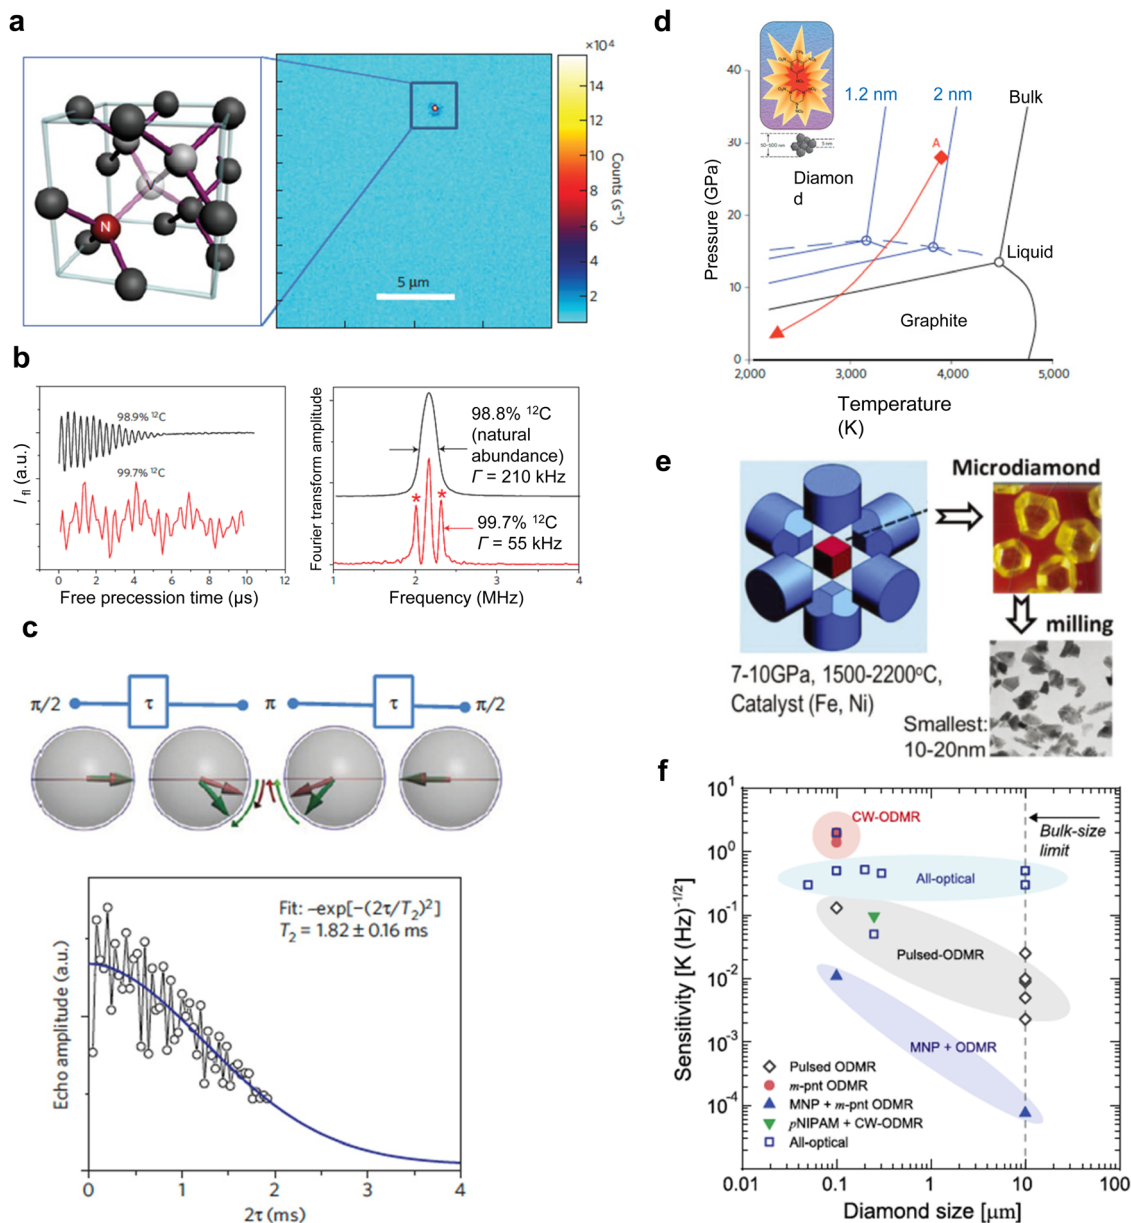 a
×10⁴
14
12
10
8
6
4
2
Counts (s⁻¹)
5 µm
V
N
b
98.9% ¹²C
99.7% ¹²C
I fl (a.u.)
0
2
4
6
8
10
12
Free precession time (µs)
Fourier transform amplitude
98.8% ¹²C
(natural
abundance)
Γ = 210 kHz
* *
99.7% ¹²C
Γ = 55 kHz
1
2
3
4
Frequency (MHz)
c
π/2
τ
π
τ
π/2
Fit: −exp[−(2τ/T₂)²]
T₂ = 1.82 ± 0.16 ms
Echo amplitude (a.u.)
0
1
2
3
4
2τ (ms)
d
40
30
20
10
0
Pressure (GPa)
1.2 nm
2 nm
Bulk
A
5 nm
Diamon
d
Liquid
Graphite
2,000
3,000
4,000
5,000
Temperature
(K)
e
Microdiamond
milling
7-10GPa, 1500-2200ºC,
Catalyst (Fe, Ni)
Smallest:
10-20nm
f
10¹
10⁰
10⁻¹
10⁻²
10⁻³
10⁻⁴
Sensitivity [K (Hz)⁻¹/²]
CW-ODMR
Bulk-size
limit
All-optical
Pulsed-ODMR
MNP + ODMR
Pulsed ODMR
m-pnt ODMR
MNP + m-pnt ODMR
pNIPAM + CW-ODMR
All-optical
0.01
0.1
1
10
100
Diamond size [µm]